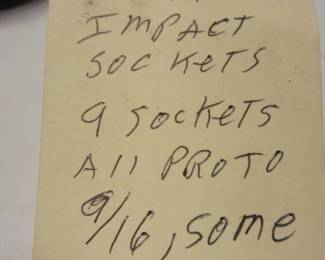 IMPACT
SOCKETS
9 SOCKETS
All PROTO
9/16, some